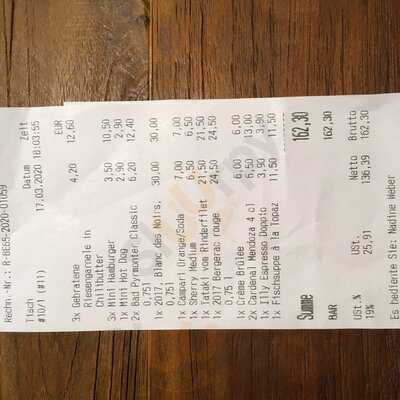 Rechn.-Nr.: R-BE65-2020-01059
Tisch Datum Zeit
#10/1 (#11) 17.03.2020 18:03:55
EUR
3x Gebratene 4,20 12,60
Riesengarnele in
Chilibutter
3x Mini Hamburger 3,50 10,50
1x Mini Hot Dog 2,90 2,90
2x Bad Pyrmonter Classic 6,20 12,40
0,75l
1x 2017, Blanc des Noirs, 30,00 30,00
0,75 l
1x Campari Orange/Soda 7,00 7,00
1x Sherry Medium 6,50 6,50
1x Tataki vom Rinderfilet 21,50 21,50
1x 2017 Bergerac rouge 24,50 24,50
0,75 l
1x Crème Brûlée 6,00 6,00
2x Cardenal Mendoza 4 cl 6,50 13,00
1x Illy Espresso Doppio 3,90 3,90
1x Fischsuppe à la Topaz 11,50 11,50
Summe 162,30
BAR 162,30
USt.% USt. Netto Brutto
19% 25,91 136,39 162,30
Es bediente Sie: Nadine Weber